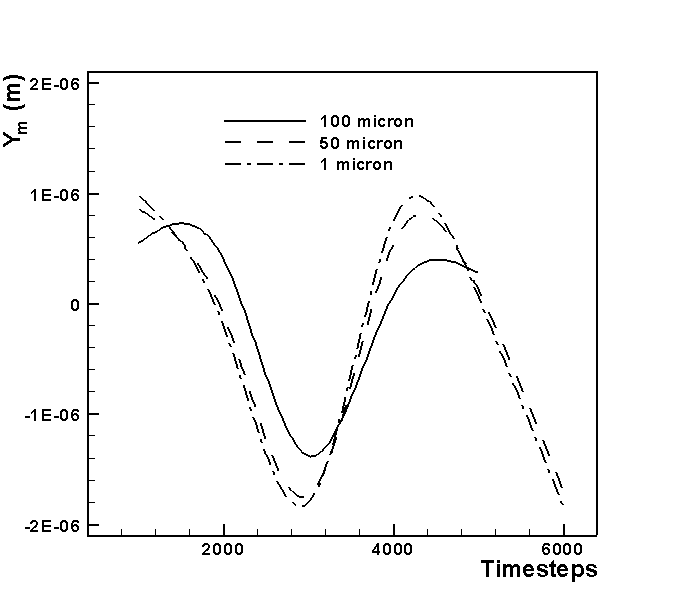 2E-06
Ym (m)
100 micron
50 micron
1 micron
1E-06
0
-1E-06
-2E-06
2000
4000
6000
Timesteps